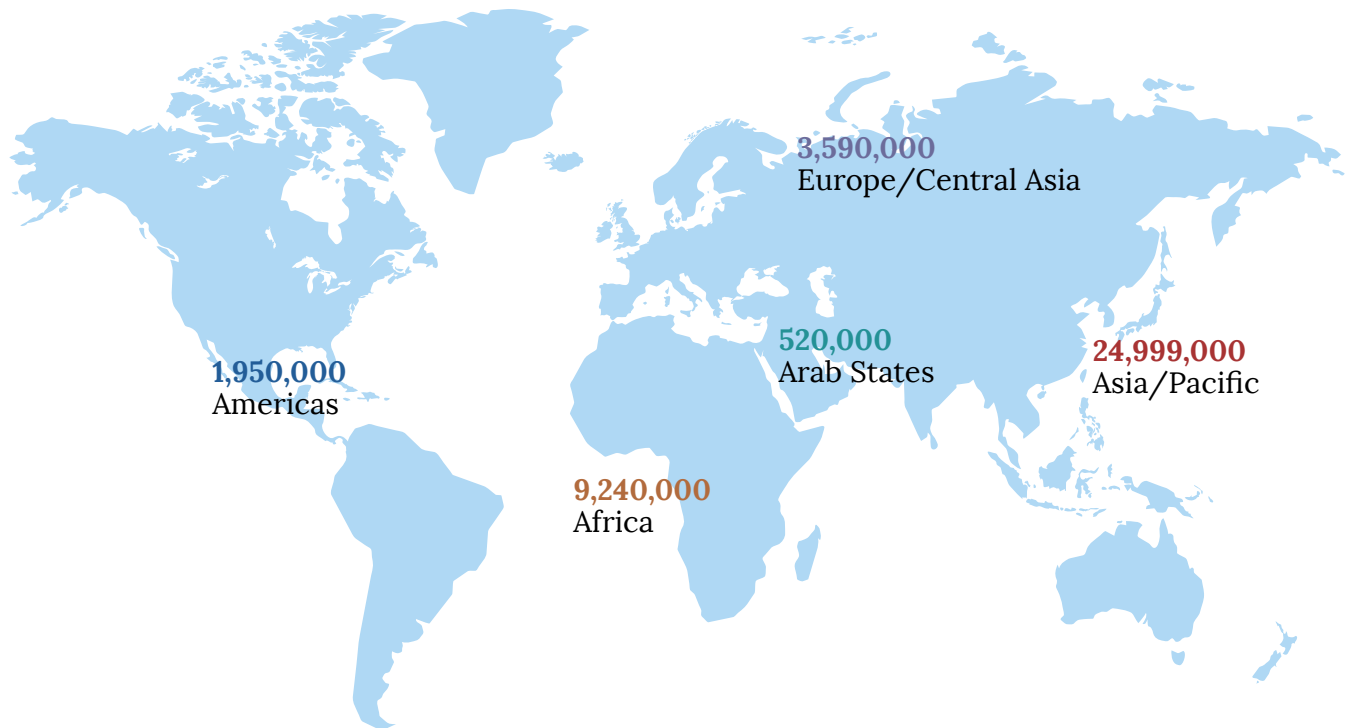 3,590,000
Europe/Central Asia
520,000
Arab States
24,999,000
Asia/Pacific
1,950,000
Americas
9,240,000
Africa